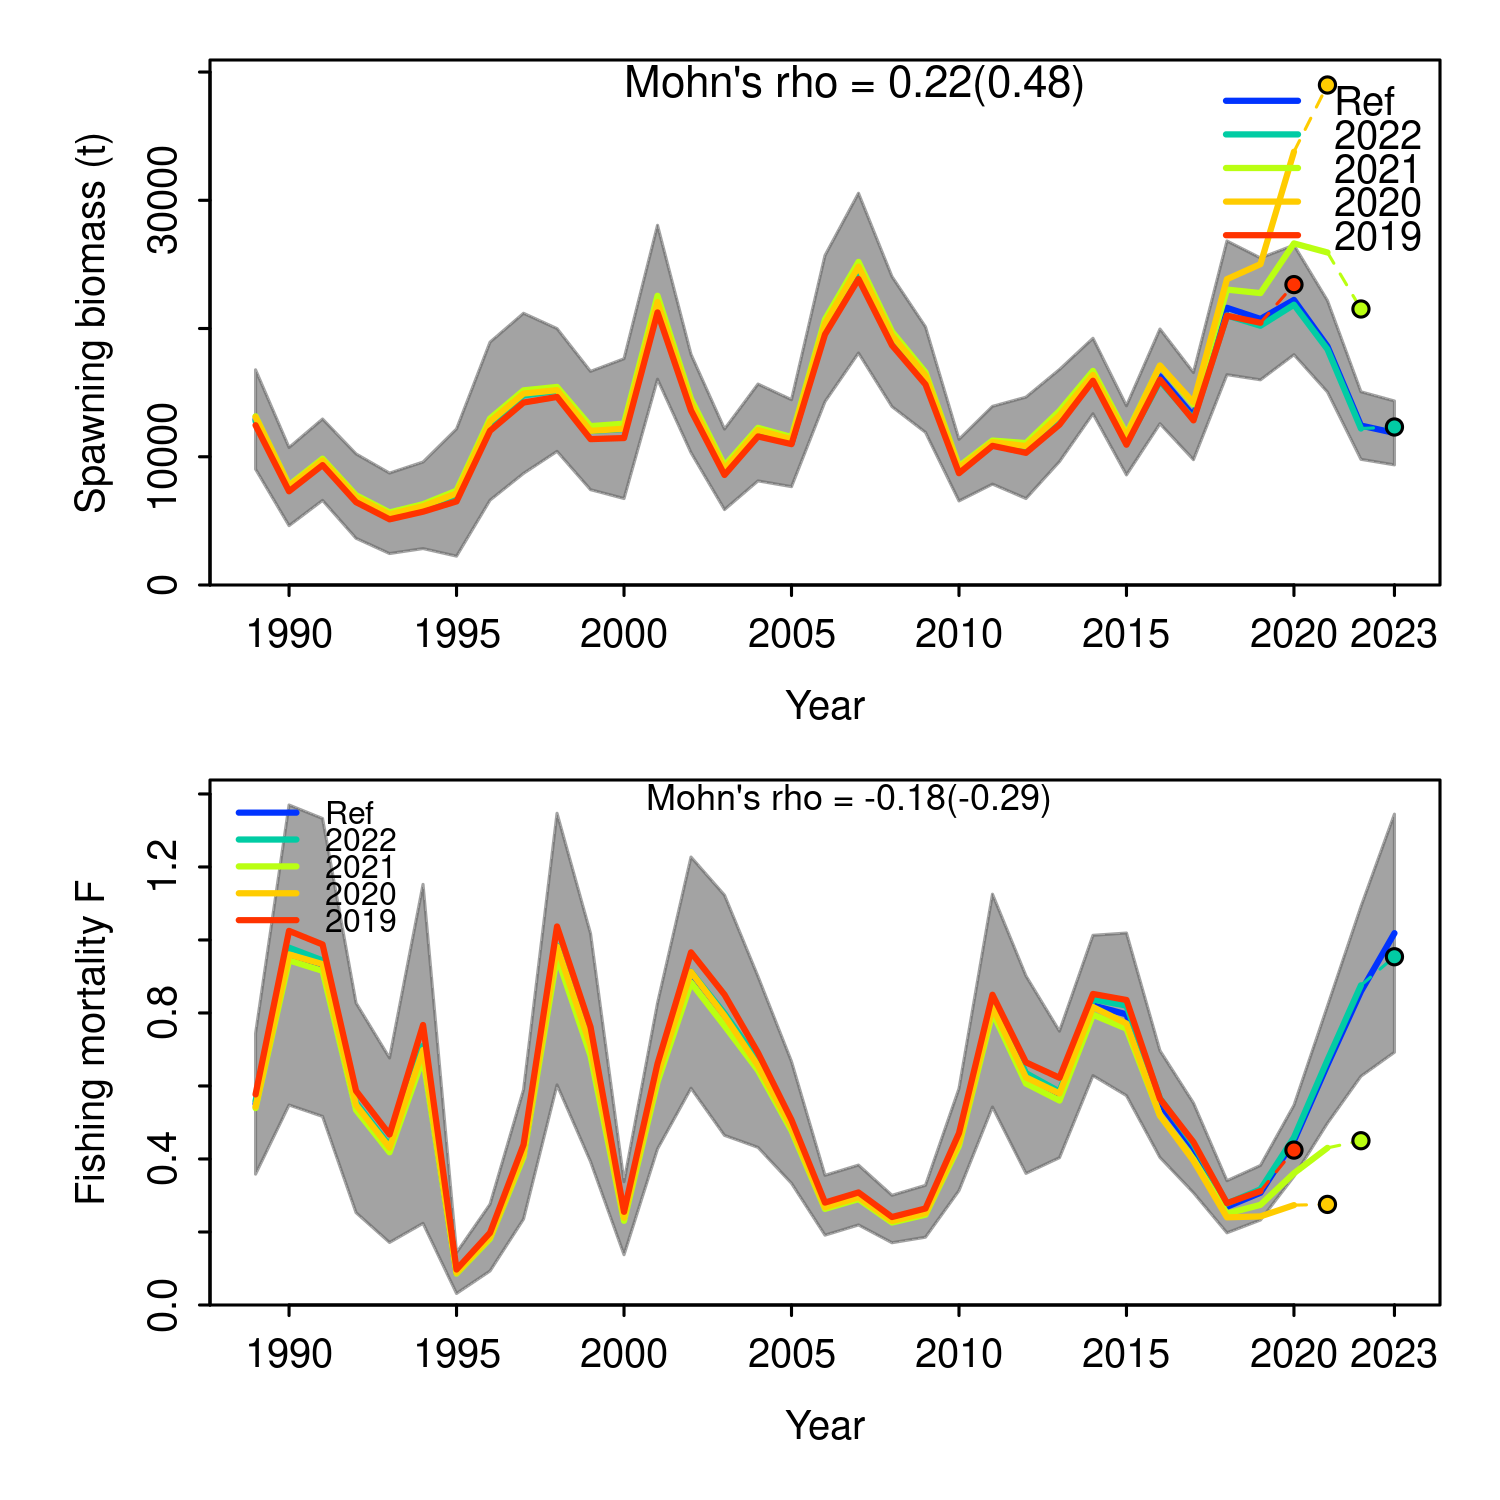 Mohn's rho = 0.22(0.48)
Ref
2022
2021
2020
2019
Spawning biomass (t)
0 10000 30000
1990 1995 2000 2005 2010 2015 2020 2023
Year
Mohn's rho = -0.18(-0.29)
Ref
2022
2021
2020
2019
Fishing mortality F
0.0 0.4 0.8 1.2
1990 1995 2000 2005 2010 2015 2020 2023
Year